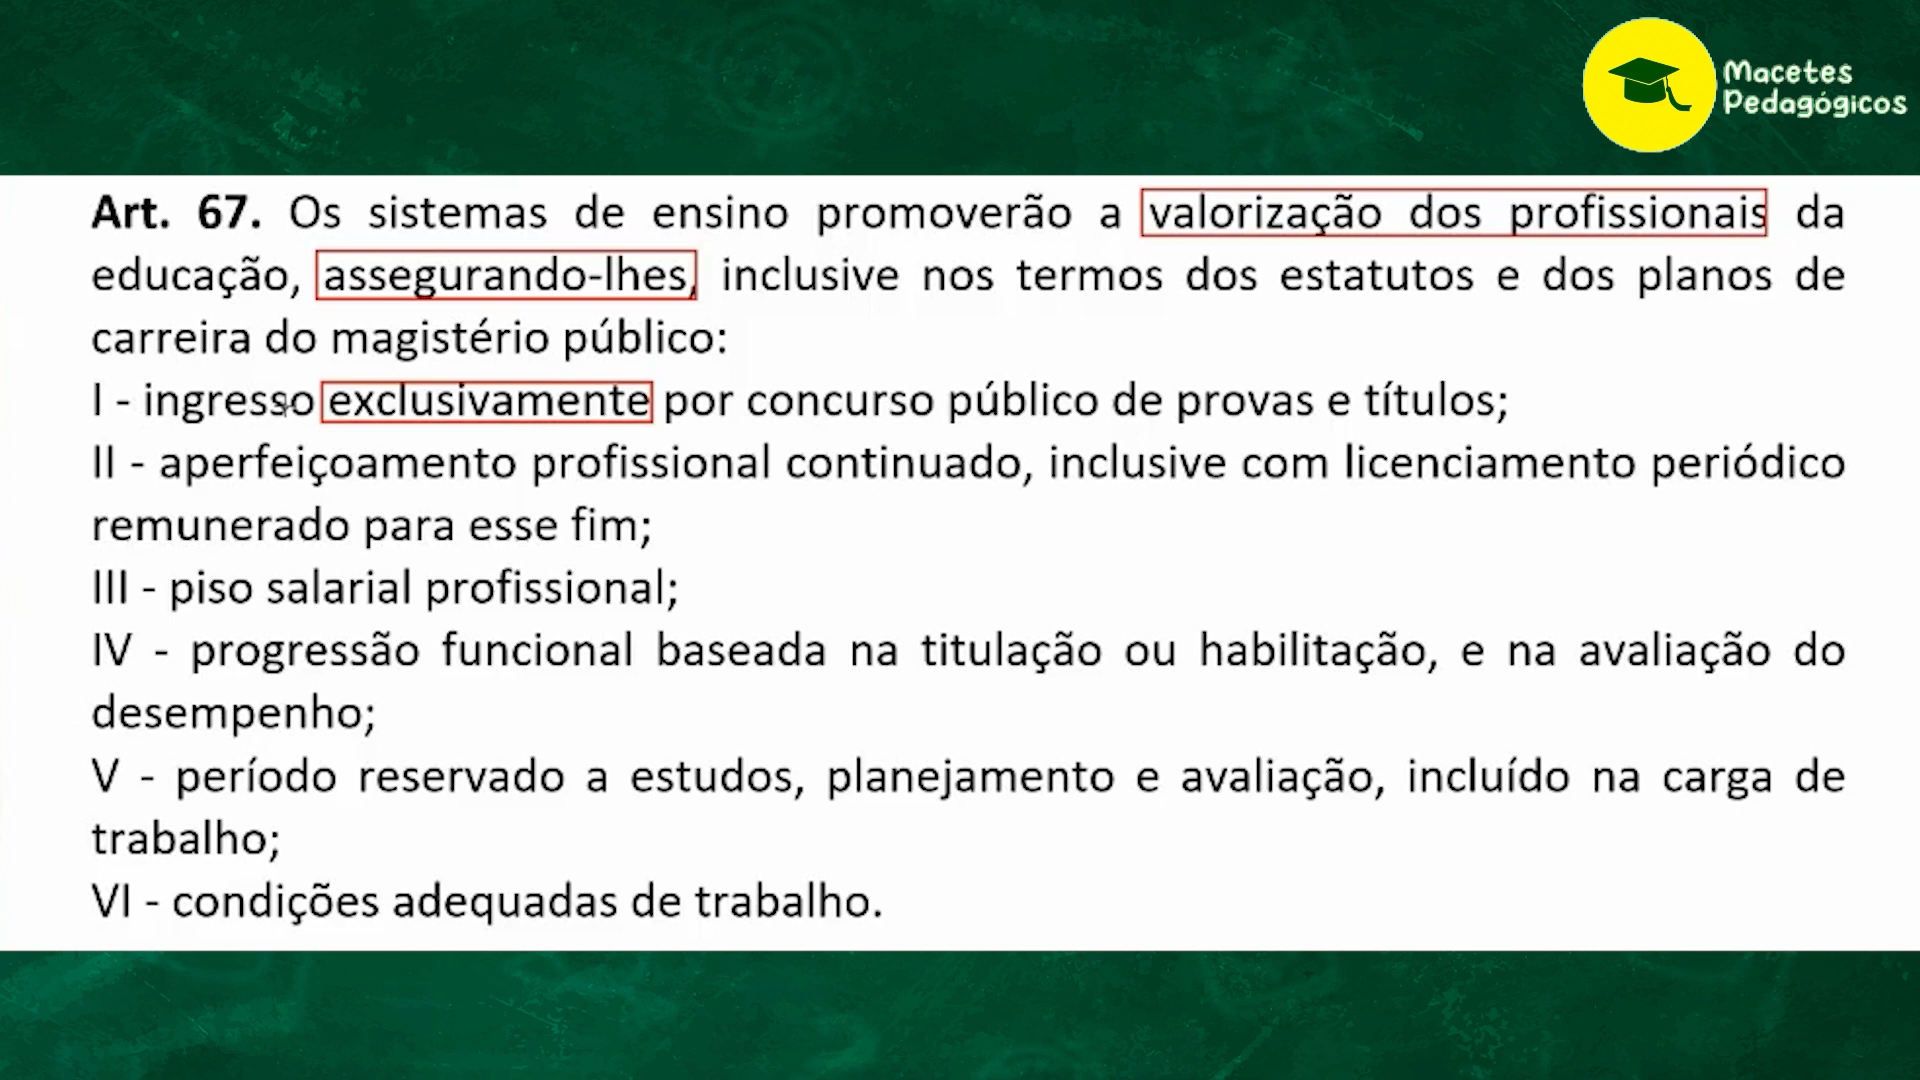 Macetes
Pedagógicos
Art. 67. Os sistemas de ensino promoverão a valorização dos profissionais da
educação, assegurando-lhes, inclusive nos termos dos estatutos e dos planos de
carreira do magistério público:
I - ingresso exclusivamente por concurso público de provas e títulos;
II - aperfeiçoamento profissional continuado, inclusive com licenciamento periódico
remunerado para esse fim;
III - piso salarial profissional;
IV - progressão funcional baseada na titulação ou habilitação, e na avaliação do
desempenho;
V - período reservado a estudos, planejamento e avaliação, incluído na carga de
trabalho;
VI - condições adequadas de trabalho.